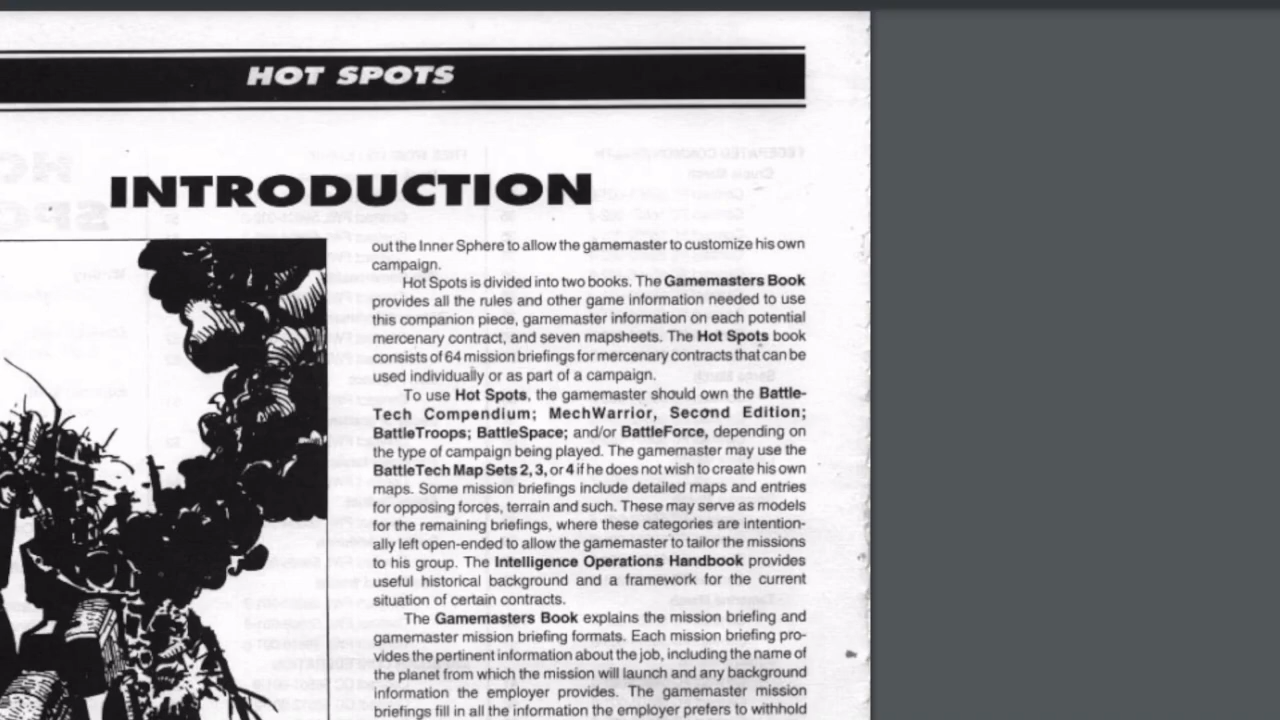 HOT SPOTS
INTRODUCTION
out the Inner Sphere to allow the gamemaster to customize his own
campaign.
Hot Spots is divided into two books. The Gamemasters Book
provides all the rules and other game information needed to use
this companion piece, gamemaster information on each potential
mercenary contract, and seven mapsheets. The Hot Spots book
consists of 64 mission briefings for mercenary contracts that can be
used individually or as part of a campaign.
To use Hot Spots, the gamemaster should own the Battle-
Tech Compendium; MechWarrior, Second Edition;
BattleTroops; BattleSpace; and/or BattleForce, depending on
the type of campaign being played. The gamemaster may use the
BattleTech Map Sets 2, 3, or 4 if he does not wish to create his own
maps. Some mission briefings include detailed maps and entries
for opposing forces, terrain and such. These may serve as models
for the remaining briefings, where these categories are intention-
ally left open-ended to allow the gamemaster to tailor the missions
to his group. The Intelligence Operations Handbook provides
useful historical background and a framework for the current
situation of certain contracts.
The Gamemasters Book explains the mission briefing and
gamemaster mission briefing formats. Each mission briefing pro-
vides the pertinent information about the job, including the name of
the planet from which the mission will launch and any background
information the employer provides. The gamemaster mission
briefings fill in all the information the employer prefers to withhold